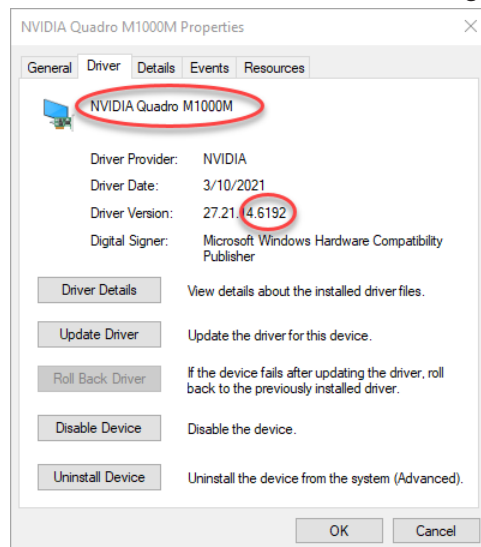 NVIDIA Quadro M1000M Properties
General Driver Details Events Resources
NVIDIA Quadro M1000M
Driver Provider: NVIDIA
Driver Date: 3/10/2021
Driver Version: 27.21.14.6192
Digital Signer: Microsoft Windows Hardware Compatibility
Publisher
Driver Details View details about the installed driver files.
Update Driver Update the driver for this device.
Roll Back Driver If the device fails after updating the driver, roll
back to the previously installed driver.
Disable Device Disable the device.
Uninstall Device Uninstall the device from the system (Advanced).
OK Cancel